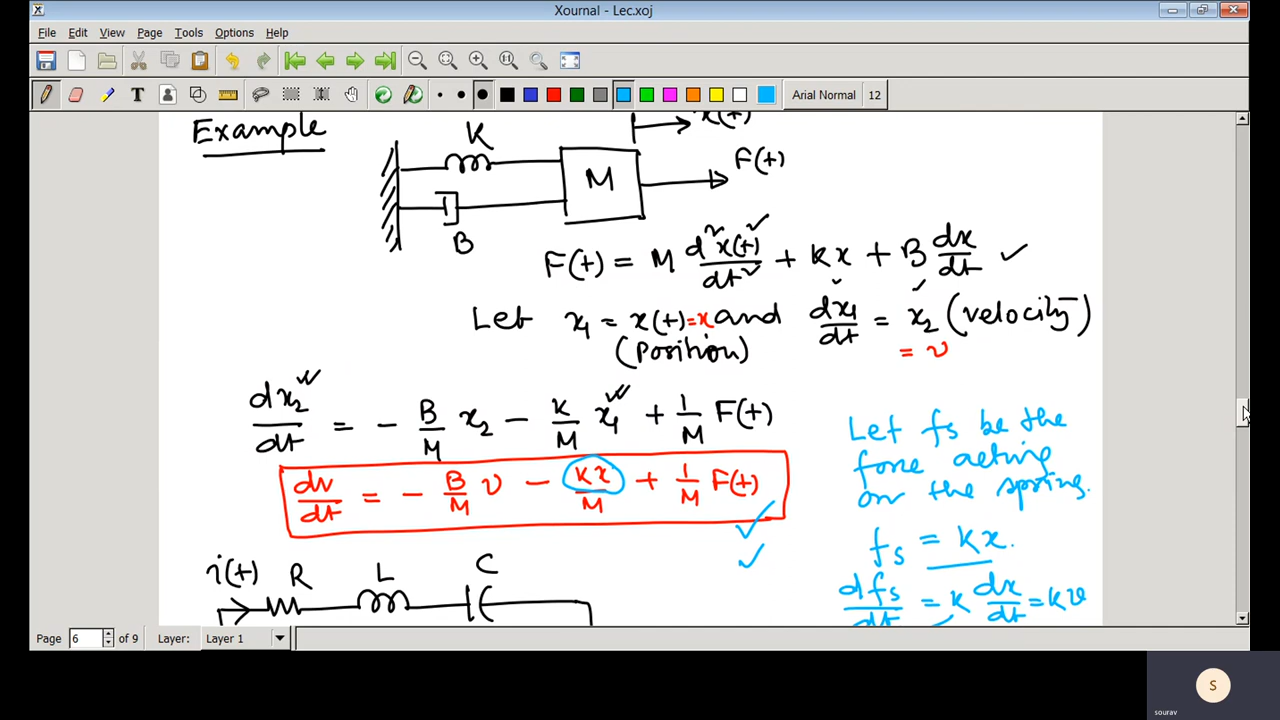 Xournal - Lec.xoj
File Edit View Page Tools Options Help
Arial Normal 12
Example
K
x(t)
F(t)
M
B
F(t) = M d²x(t)/dt² + Kx + B dx/dt
Let x₁ = x(t) = x and dx₁/dt = x₂ (velocity)
(Position) = v
dx₂/dt = - B/M x₂ - K/M x₁ + 1/M F(t)
dv/dt = - B/M v - Kx/M + 1/M F(t)
Let fs be the
force acting
on the spring.
fs = Kx.
dfs/dt = K dx/dt = Kv
i(t) R L C
Page 6 of 9 Layer: Layer 1
S
sourav